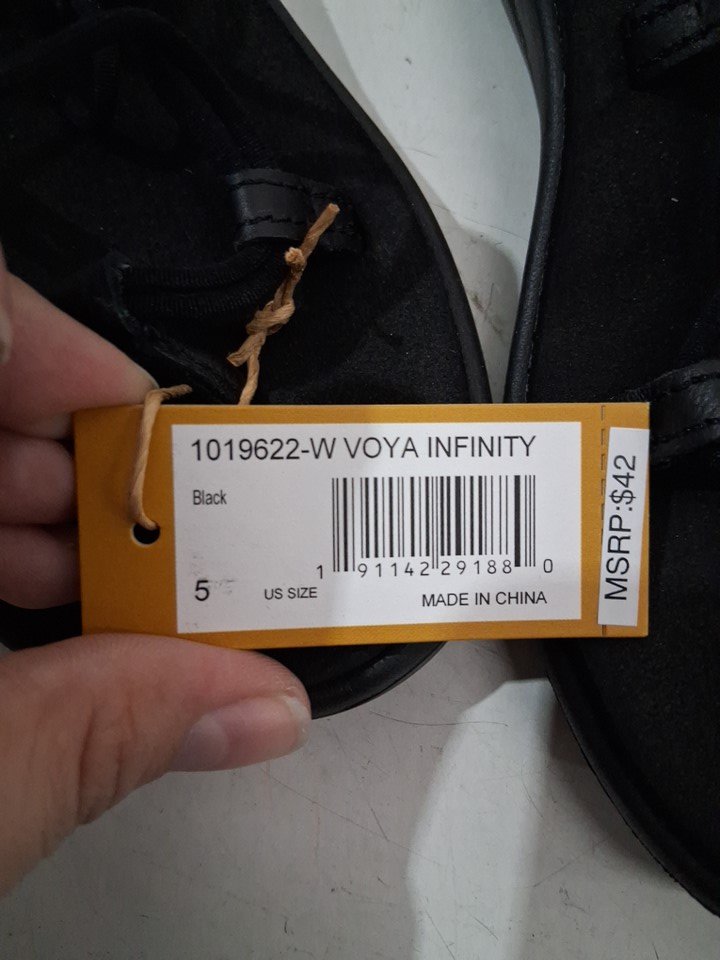 1019622-W VOYA INFINITY
Black
1 91142 29188 0
5 US SIZE
MADE IN CHINA
MSRP:$42